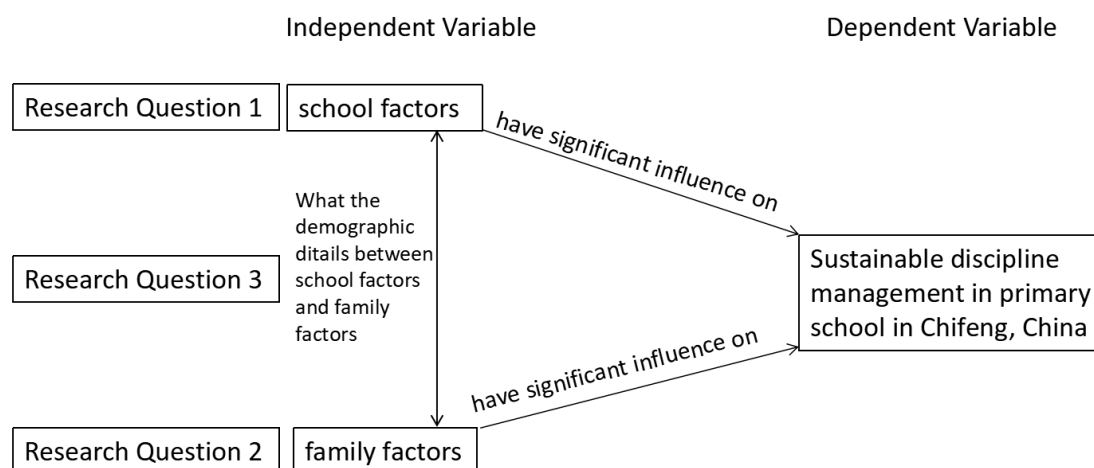 Independent Variable
Dependent Variable
Research Question 1
school factors
have significant influence on
What the
demographic
ditails between
school factors
and family
factors
Research Question 3
Sustainable discipline
management in primary
school in Chifeng, China
have significant influence on
Research Question 2
family factors